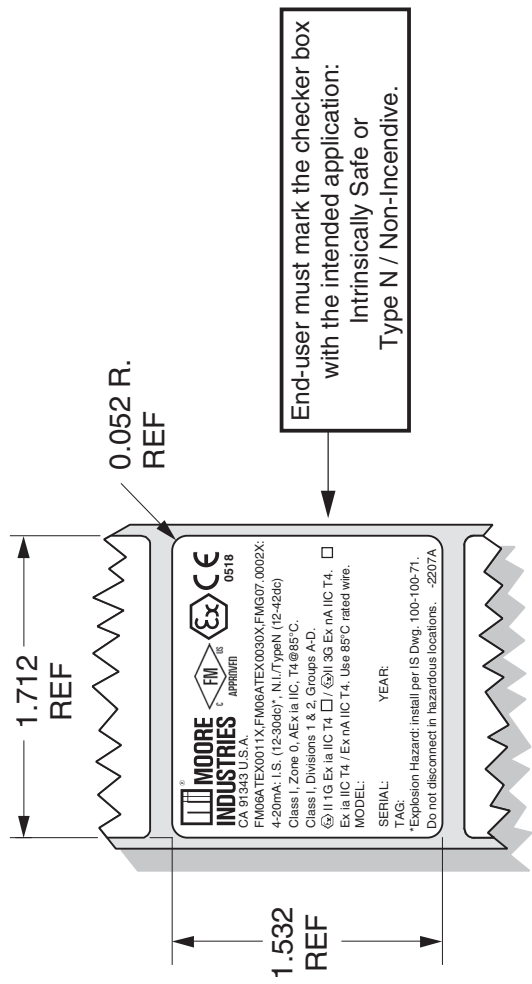 1.712
REF
0.052 R.
REF
1.532
REF
®
MOORE
INDUSTRIES
C FM US
APPROVED
Ex CE
0518
CA 91343 U.S.A.
FM06ATEX0011X,FM06ATEX0030X,FMG07.0002X:
4-20mA: I.S. (12-30dc)*, N.I./TypeN (12-42dc)
Class I, Zone 0, AEx ia IIC, T4@85°C.
Class I, Divisions 1 & 2, Groups A-D.
Ex II 1G Ex ia IIC T4 □ / Ex II 3G Ex nA IIC T4. □
Ex ia IIC T4 / Ex nA IIC T4. Use 85°C rated wire.
MODEL:
SERIAL: YEAR:
TAG:
*Explosion Hazard: install per IS Dwg. 100-100-71.
Do not disconnect in hazardous locations. -2207A
End-user must mark the checker box
with the intended application:
Intrinsically Safe or
Type N / Non-Incendive.